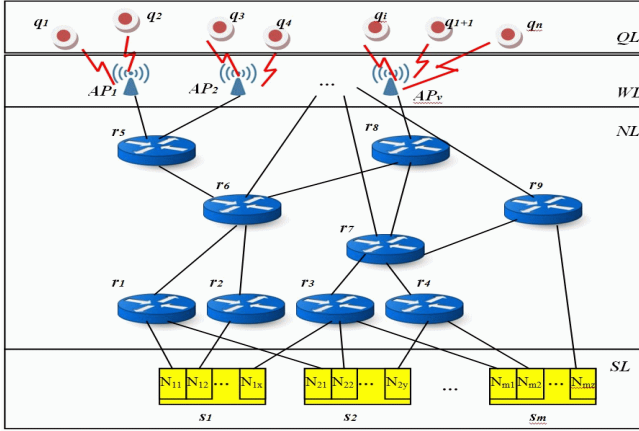 q1 q2 q3 q4 qi q1+1 qn QL
AP1 AP2 ... APv WL
NL
r5 r8
r6 r9
r7
r1 r2 r3 r4
SL
N11 N12 ... N1x N21 N22 ... N2y ... Nm1 Nm2 ... Nmz
s1 s2 sm